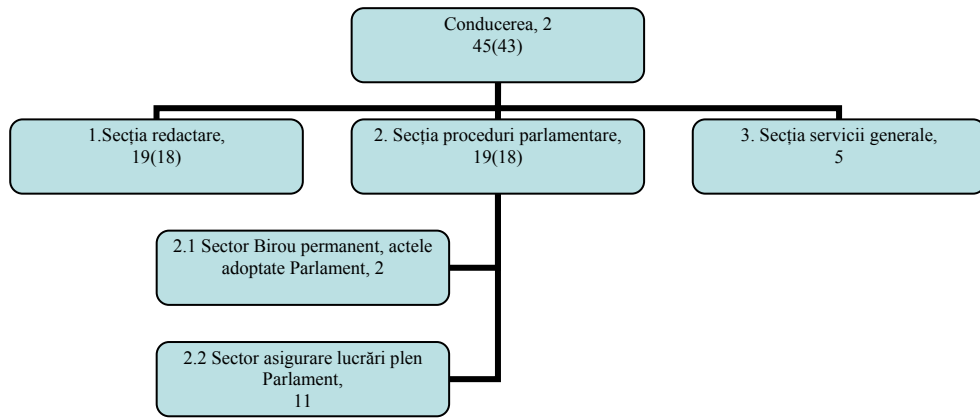 Conducerea, 2
45(43)
1.Secția redactare,
19(18)
2. Secția proceduri parlamentare,
19(18)
3. Secția servicii generale,
5
2.1 Sector Birou permanent, actele
adoptate Parlament, 2
2.2 Sector asigurare lucrări plen
Parlament,
11